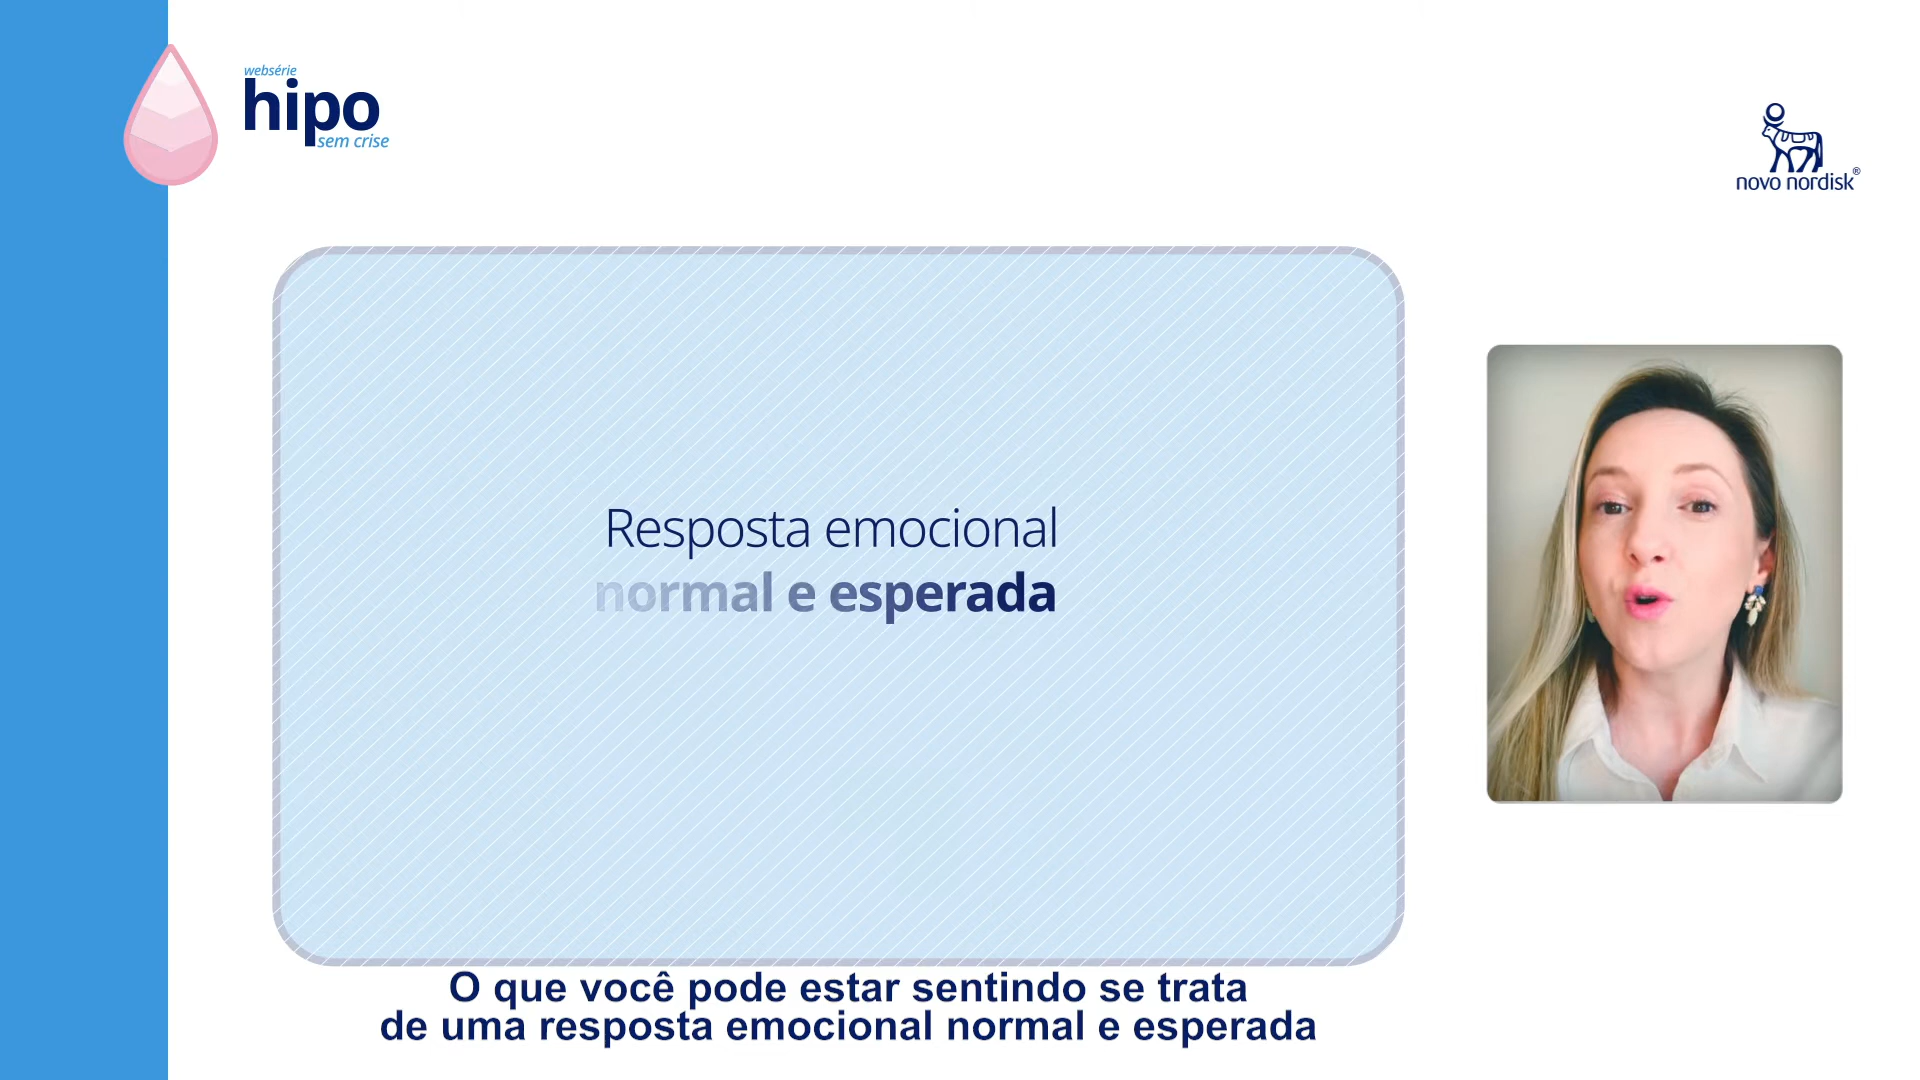 websérie
hipo
sem crise
novo nordisk®
Resposta emocional
normal e esperada
O que você pode estar sentindo se trata
de uma resposta emocional normal e esperada